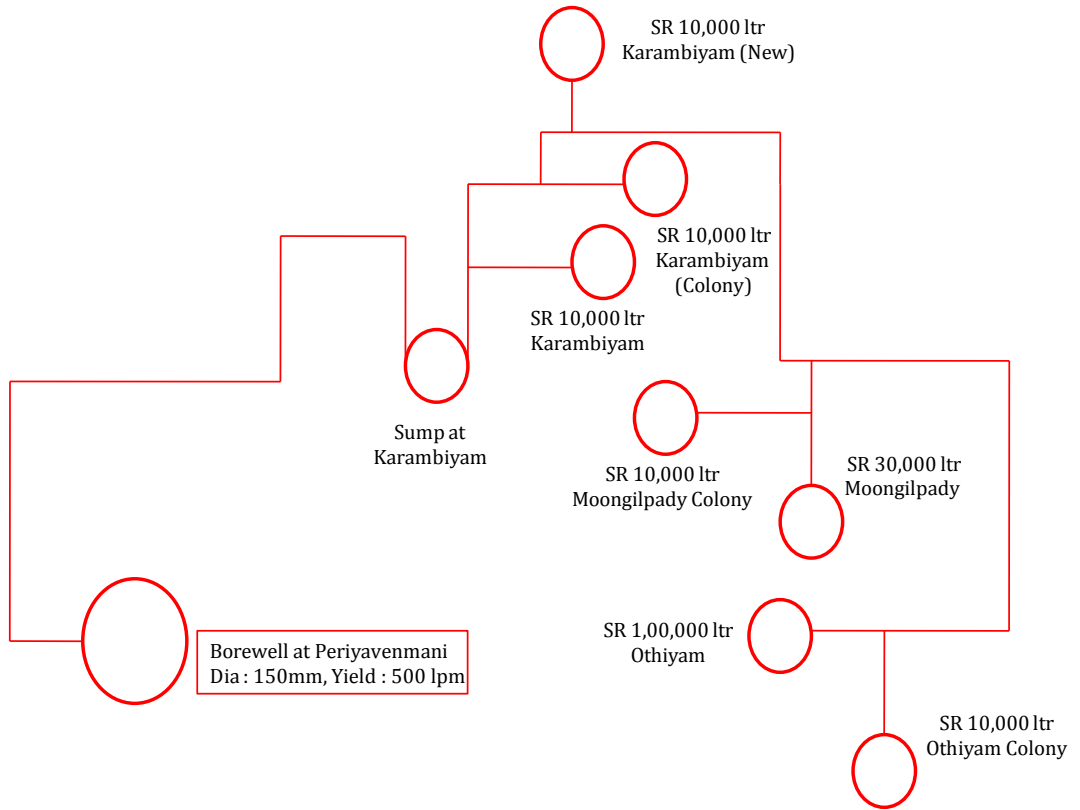 SR 10,000 ltr
Karambiyam (New)
SR 10,000 ltr
Karambiyam
(Colony)
SR 10,000 ltr
Karambiyam
Sump at
Karambiyam
SR 10,000 ltr
Moongilpady Colony
SR 30,000 ltr
Moongilpady
SR 1,00,000 ltr
Othiyam
Borewell at Periyavenmani
Dia : 150mm, Yield : 500 lpm
SR 10,000 ltr
Othiyam Colony